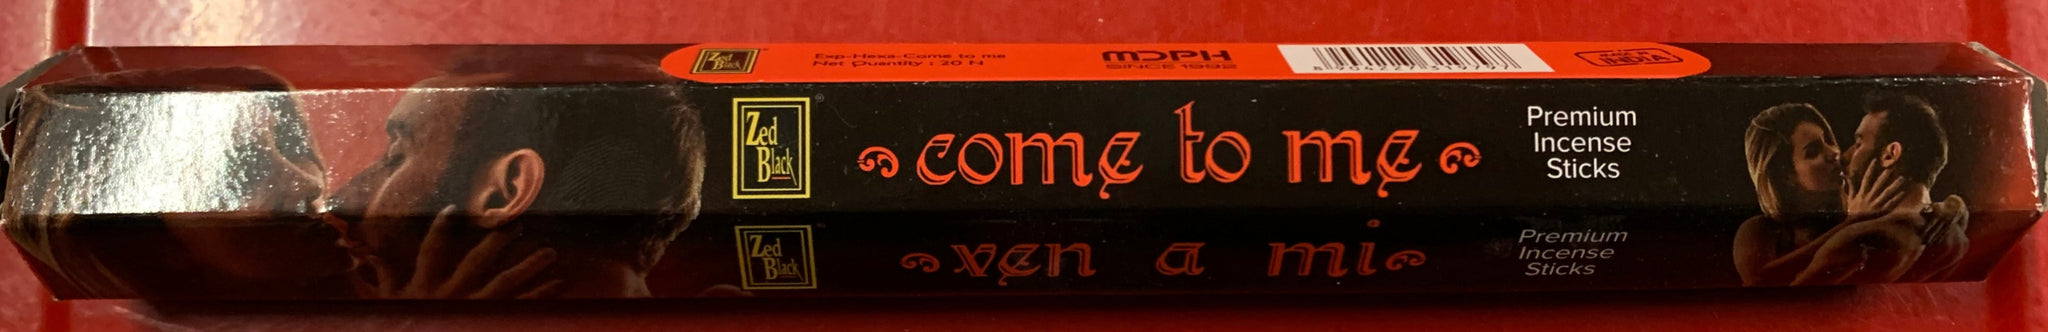 Zed
Black
Exp-Hexa-Come to me
Net Quantity : 20 N
MDPH
SINCE 1992
MADE IN
INDIA
Zed
Black
come to me
Premium
Incense
Sticks
Zed
Black
ven a mi
Premium
Incense
Sticks